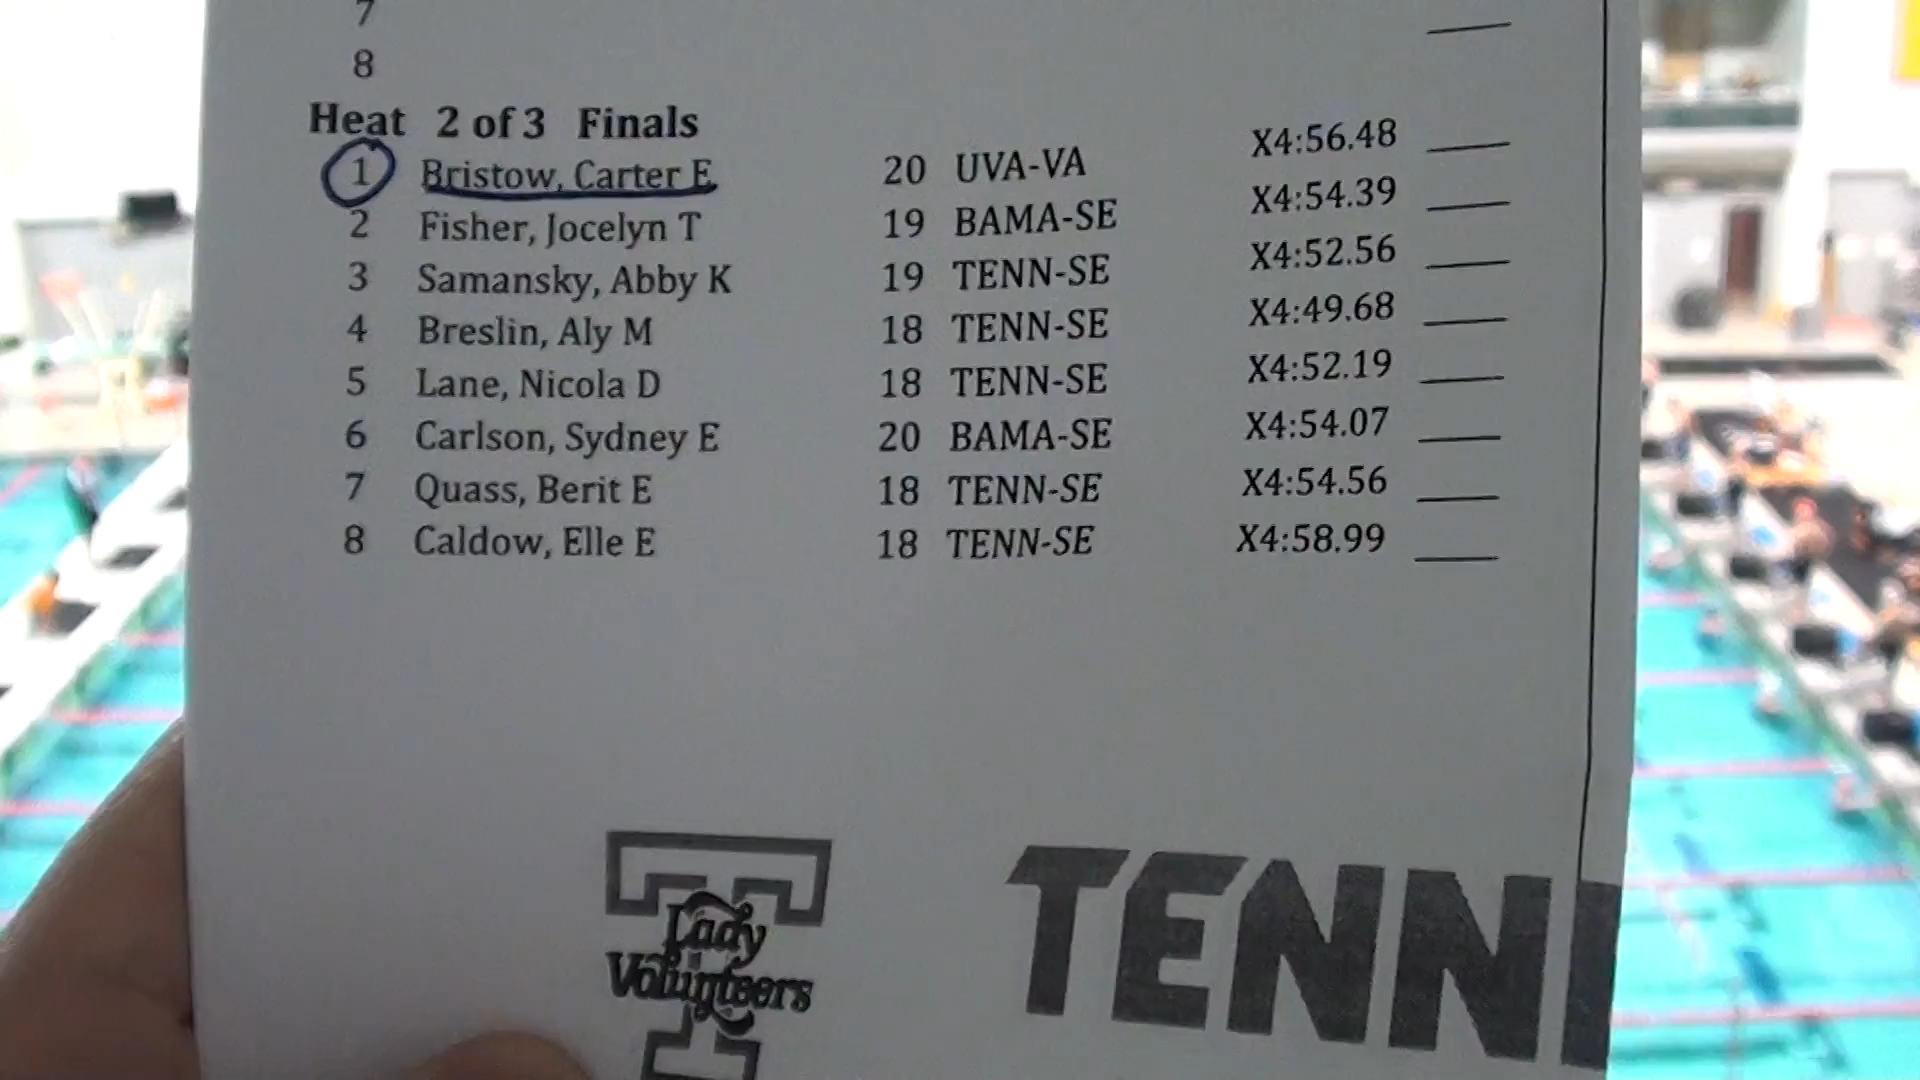 7
8
Heat 2 of 3 Finals
1 Bristow, Carter E 20 UVA-VA X4:56.48
2 Fisher, Jocelyn T 19 BAMA-SE X4:54.39
3 Samansky, Abby K 19 TENN-SE X4:52.56
4 Breslin, Aly M 18 TENN-SE X4:49.68
5 Lane, Nicola D 18 TENN-SE X4:52.19
6 Carlson, Sydney E 20 BAMA-SE X4:54.07
7 Quass, Berit E 18 TENN-SE X4:54.56
8 Caldow, Elle E 18 TENN-SE X4:58.99
T
Lady
Volunteers
TENN